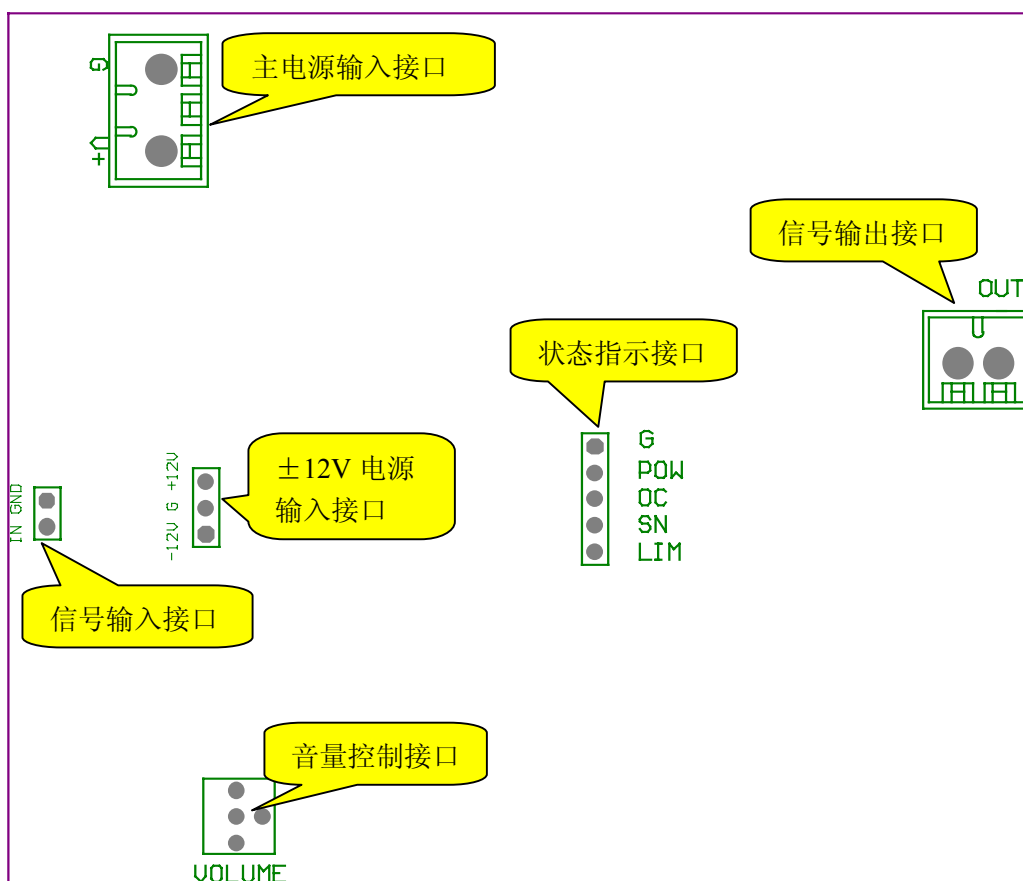 G
主电源输入接口
+V
信号输出接口
OUT
状态指示接口
G
POW
OC
SN
LIM
±12V 电源
输入接口
-12V G +12V
IN GND
信号输入接口
音量控制接口
VOLUME